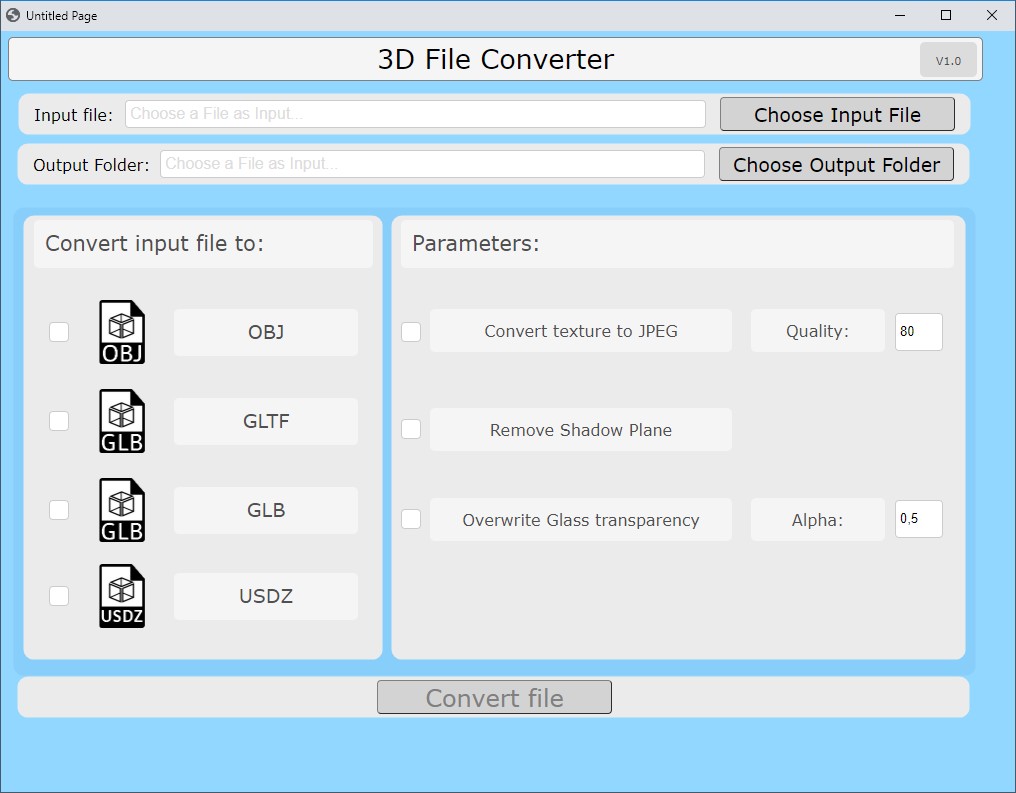 Untitled Page
3D File Converter
V1.0
Input file:
Choose a File as Input...
Choose Input File
Output Folder:
Choose a File as Input...
Choose Output Folder
Convert input file to:
OBJ
OBJ
GLB
GLTF
GLB
GLB
USDZ
USDZ
Parameters:
Convert texture to JPEG
Quality:
80
Remove Shadow Plane
Overwrite Glass transparency
Alpha:
0,5
Convert file